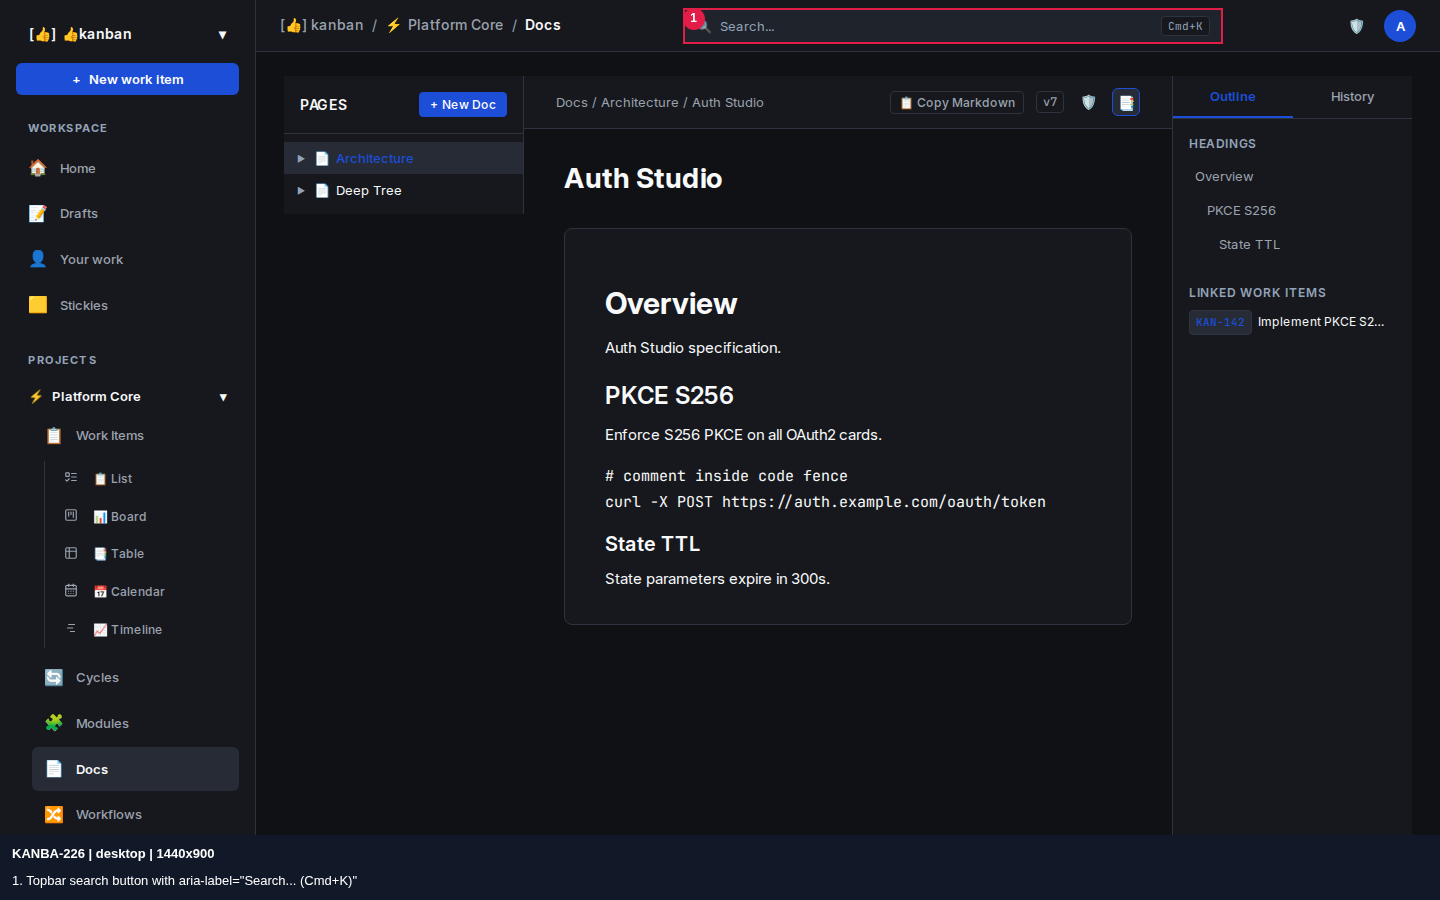 [👍] 👍kanban ▼
+ New work item
WORKSPACE
🏠 Home
📝 Drafts
👤 Your work
🟨 Stickies
PROJECTS
⚡ Platform Core ▼
📋 Work Items
📋 List
📊 Board
📑 Table
📅 Calendar
📈 Timeline
🔄 Cycles
🧩 Modules
📄 Docs
🔀 Workflows
[👍] kanban / ⚡ Platform Core / Docs
1 Search... Cmd+K
A
PAGES + New Doc
▶ 📄 Architecture
▶ 📄 Deep Tree
Docs / Architecture / Auth Studio
📋 Copy Markdown v7
Auth Studio
Overview
Auth Studio specification.
PKCE S256
Enforce S256 PKCE on all OAuth2 cards.
# comment inside code fence
curl -X POST https://auth.example.com/oauth/token
State TTL
State parameters expire in 300s.
Outline History
HEADINGS
Overview
PKCE S256
State TTL
LINKED WORK ITEMS
KAN-142 Implement PKCE S2...
KANBA-226 | desktop | 1440x900
1. Topbar search button with aria-label="Search... (Cmd+K)"